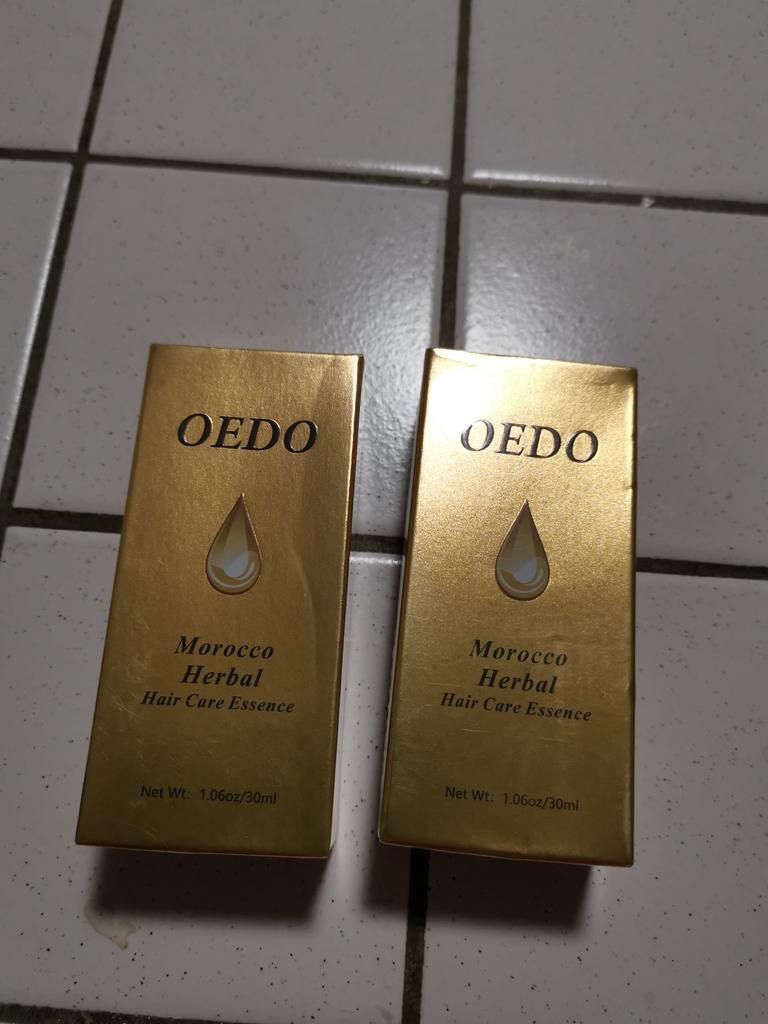 OEDO
Morocco
Herbal
Hair Care Essence
Net Wt: 1.06oz/30ml
OEDO
Morocco
Herbal
Hair Care Essence
Net Wt: 1.06oz/30ml